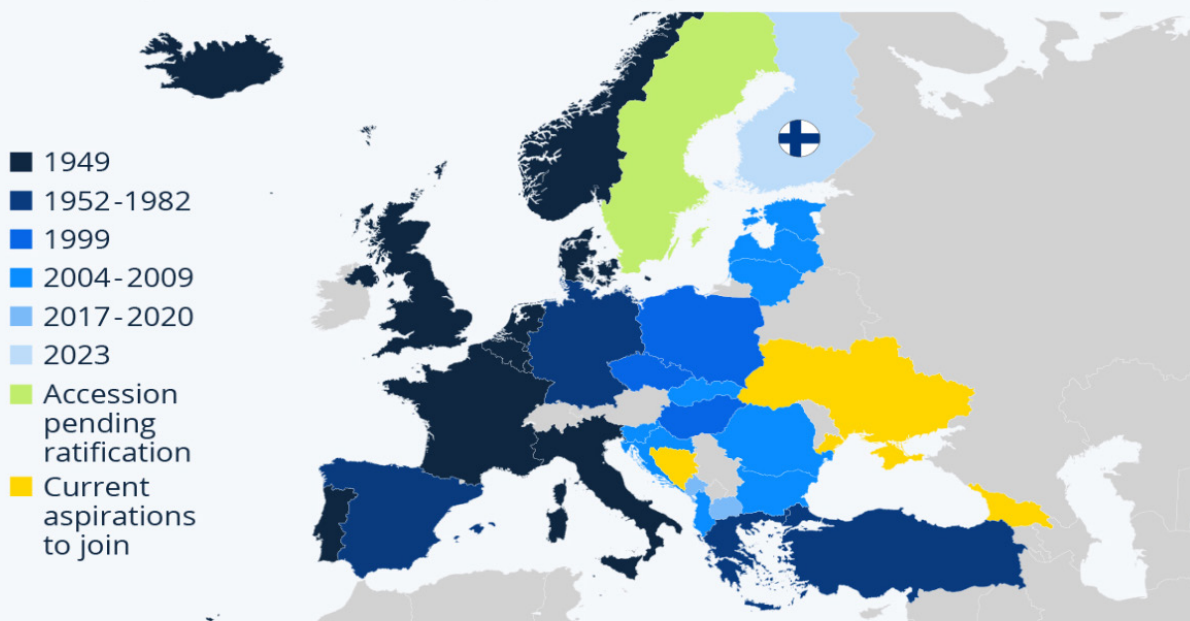 1949
1952-1982
1999
2004-2009
2017-2020
2023
Accession
pending
ratification
Current
aspirations
to join